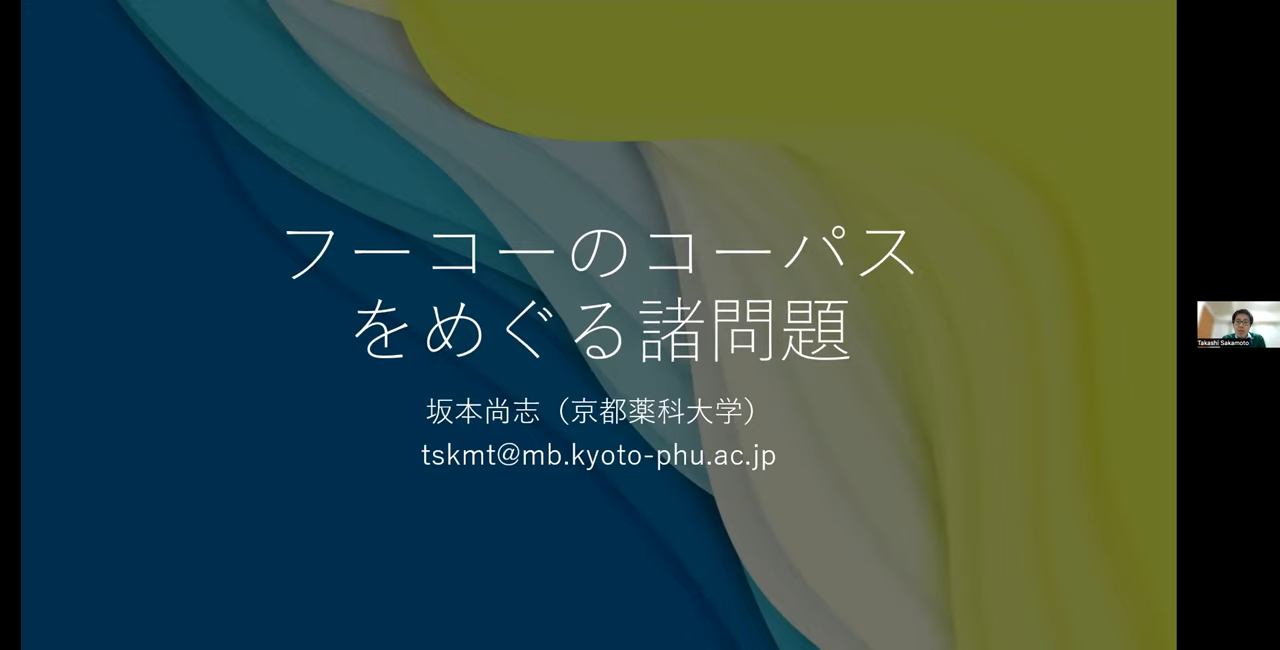 フーコーのコーパス
をめぐる諸問題
坂本尚志（京都薬科大学）
tskmt@mb.kyoto-phu.ac.jp
Takashi Sakamoto